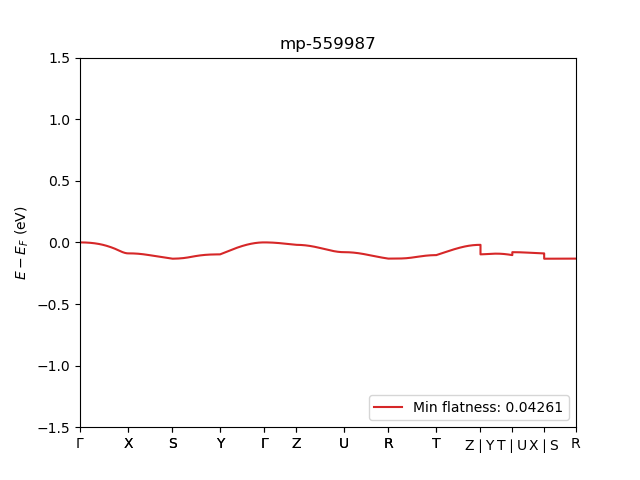 mp-559987
E − E_F (eV)
1.5
1.0
0.5
0.0
−0.5
−1.0
−1.5
Min flatness: 0.04261
Γ X S Y Γ Z U R T Z | Y T | U X | S R